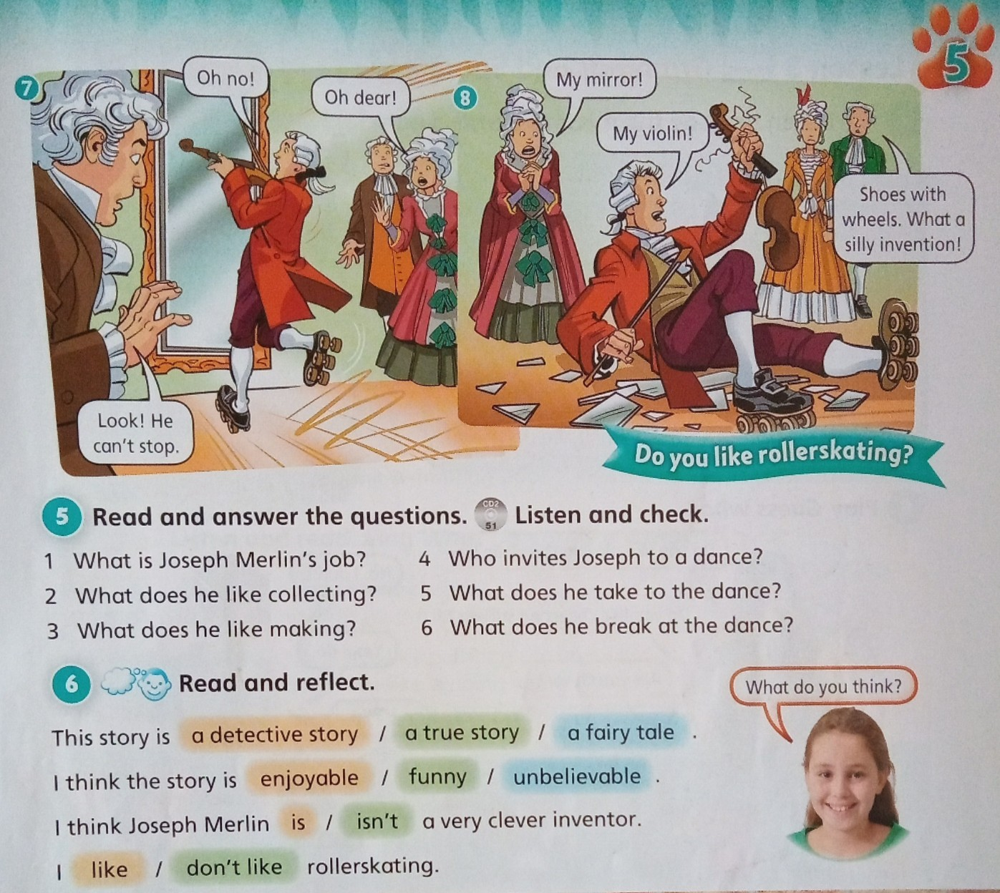 5
7
Oh no!
Oh dear!
Look! He
can't stop.
8
My mirror!
My violin!
Shoes with
wheels. What a
silly invention!
Do you like rollerskating?
5 Read and answer the questions. CD2 51 Listen and check.
1 What is Joseph Merlin's job?
2 What does he like collecting?
3 What does he like making?
4 Who invites Joseph to a dance?
5 What does he take to the dance?
6 What does he break at the dance?
6 Read and reflect.
What do you think?
This story is a detective story / a true story / a fairy tale .
I think the story is enjoyable / funny / unbelievable .
I think Joseph Merlin is / isn't a very clever inventor.
I like / don't like rollerskating.